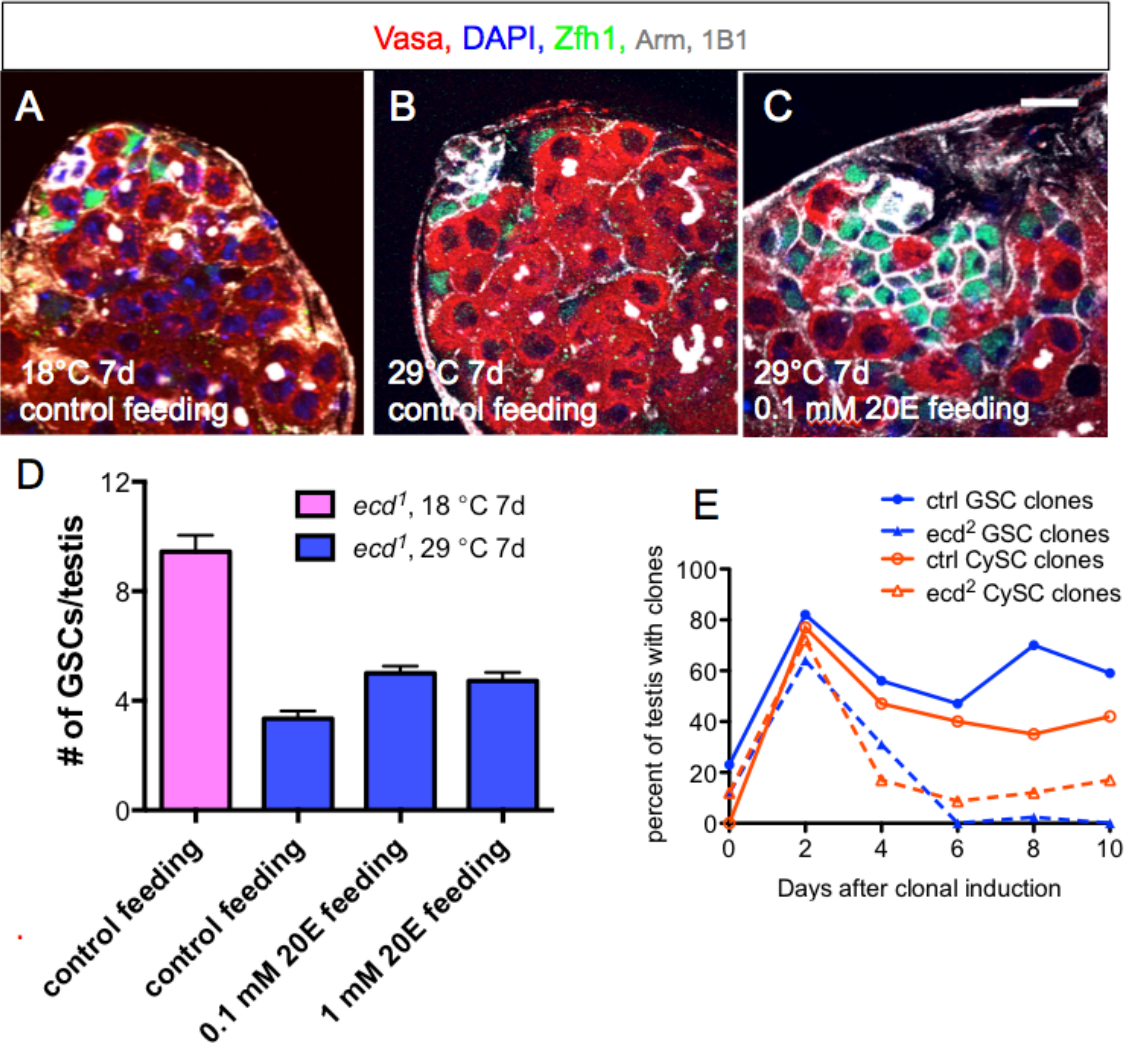 Vasa, DAPI, Zfh1, Arm, 1B1
A
18°C 7d
control feeding
B
29°C 7d
control feeding
C
29°C 7d
0.1 mM 20E feeding
D
# of GSCs/testis
12
8
4
0
ecd¹, 18 °C 7d
ecd¹, 29 °C 7d
control feeding
control feeding
0.1 mM 20E feeding
1 mM 20E feeding
E
ctrl GSC clones
ecd² GSC clones
ctrl CySC clones
ecd² CySC clones
percent of testis with clones
100
80
60
40
20
0
0 2 4 6 8 10
Days after clonal induction